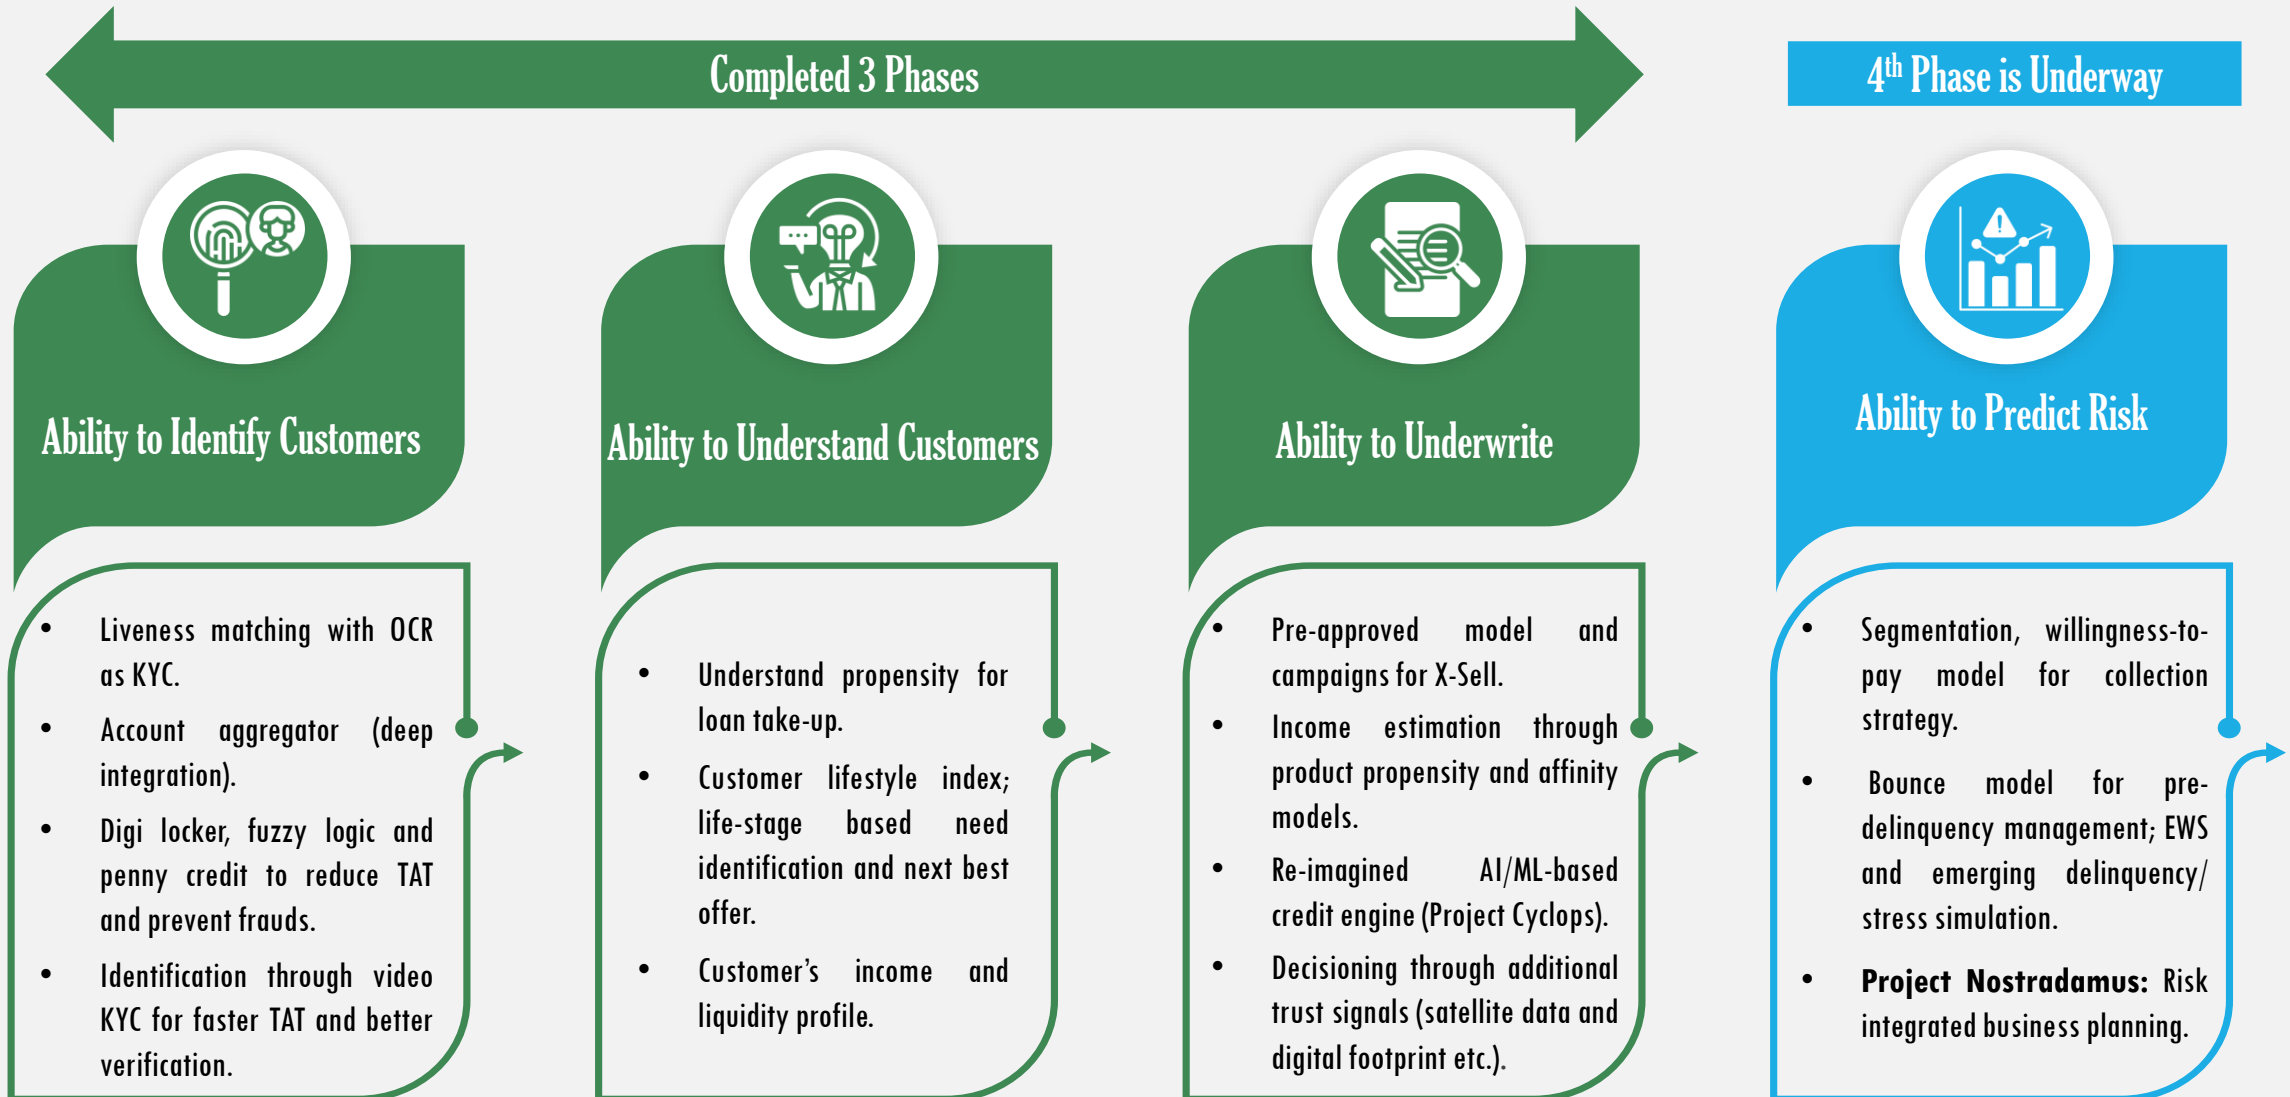 Completed 3 Phases
4th Phase is Underway
Ability to Identify Customers
• Liveness matching with OCR
as KYC.
• Account aggregator (deep
integration).
• Digi locker, fuzzy logic and
penny credit to reduce TAT
and prevent frauds.
• Identification through video
KYC for faster TAT and better
verification.
Ability to Understand Customers
• Understand propensity for
loan take-up.
• Customer lifestyle index;
life-stage based need
identification and next best
offer.
• Customer's income and
liquidity profile.
Ability to Underwrite
• Pre-approved model and
campaigns for X-Sell.
• Income estimation through
product propensity and affinity
models.
• Re-imagined AI/ML-based
credit engine (Project Cyclops).
• Decisioning through additional
trust signals (satellite data and
digital footprint etc.).
Ability to Predict Risk
• Segmentation, willingness-to-
pay model for collection
strategy.
• Bounce model for pre-
delinquency management; EWS
and emerging delinquency/
stress simulation.
• Project Nostradamus: Risk
integrated business planning.